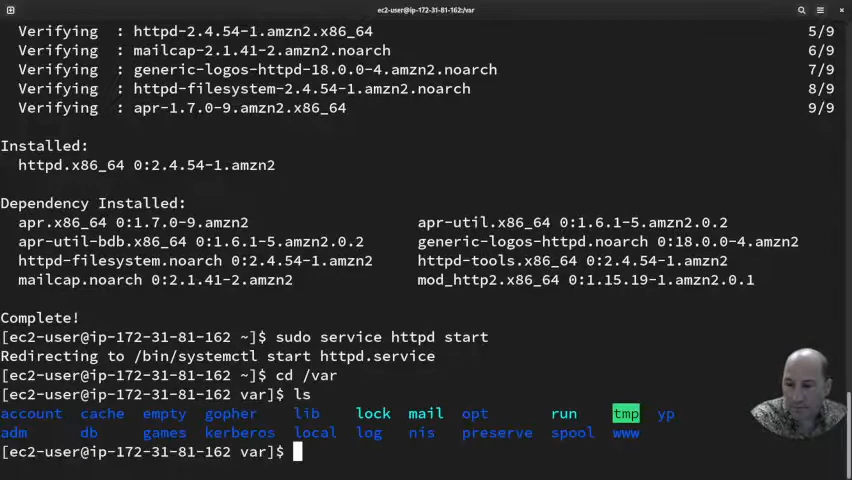 ec2-user@ip-172-31-81-162:/var
Verifying  : httpd-2.4.54-1.amzn2.x86_64 5/9
Verifying  : mailcap-2.1.41-2.amzn2.noarch 6/9
Verifying  : generic-logos-httpd-18.0.0-4.amzn2.noarch 7/9
Verifying  : httpd-filesystem-2.4.54-1.amzn2.noarch 8/9
Verifying  : apr-1.7.0-9.amzn2.x86_64 9/9
Installed:
httpd.x86_64 0:2.4.54-1.amzn2
Dependency Installed:
apr.x86_64 0:1.7.0-9.amzn2 apr-util.x86_64 0:1.6.1-5.amzn2.0.2
apr-util-bdb.x86_64 0:1.6.1-5.amzn2.0.2 generic-logos-httpd.noarch 0:18.0.0-4.amzn2
httpd-filesystem.noarch 0:2.4.54-1.amzn2 httpd-tools.x86_64 0:2.4.54-1.amzn2
mailcap.noarch 0:2.1.41-2.amzn2 mod_http2.x86_64 0:1.15.19-1.amzn2.0.1
Complete!
[ec2-user@ip-172-31-81-162 ~]$ sudo service httpd start
Redirecting to /bin/systemctl start httpd.service
[ec2-user@ip-172-31-81-162 ~]$ cd /var
[ec2-user@ip-172-31-81-162 var]$ ls
account cache empty gopher lib lock mail opt run tmp yp
adm db games kerberos local log nis preserve spool www
[ec2-user@ip-172-31-81-162 var]$